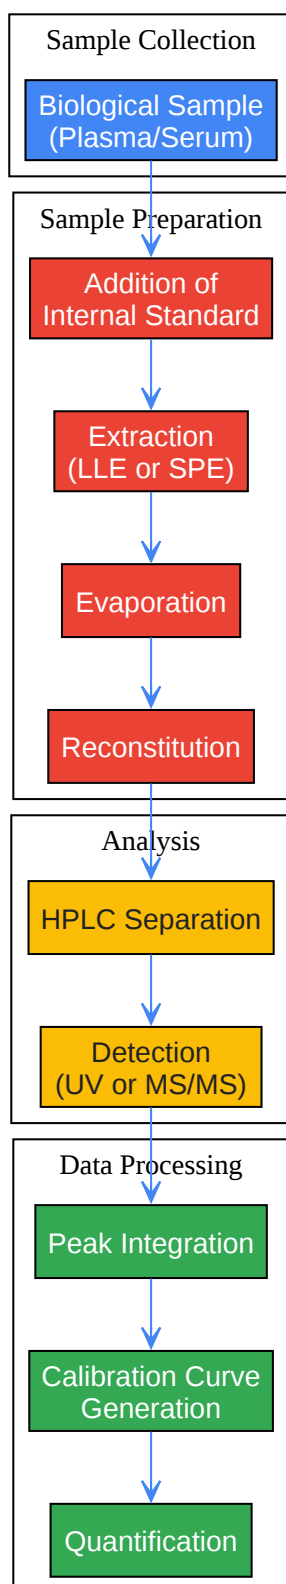 Sample Collection
Biological Sample
(Plasma/Serum)
Sample Preparation
Addition of
Internal Standard
Extraction
(LLE or SPE)
Evaporation
Reconstitution
Analysis
HPLC Separation
Detection
(UV or MS/MS)
Data Processing
Peak Integration
Calibration Curve
Generation
Quantification